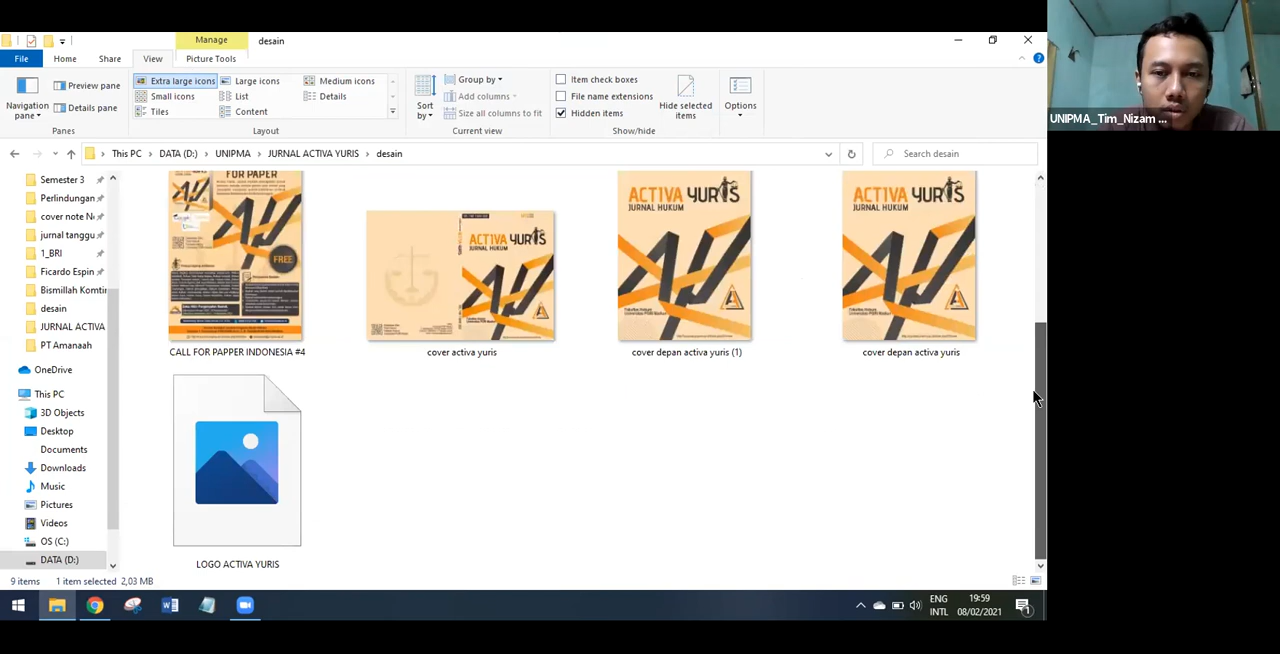 Manage
desain
File
Home
Share
View
Picture Tools
Navigation pane
Preview pane
Details pane
Panes
Extra large icons
Large icons
Medium icons
Small icons
List
Details
Tiles
Content
Layout
Sort by
Group by
Add columns
Size all columns to fit
Current view
Item check boxes
File name extensions
Hidden items
Hide selected items
Show/hide
Options
This PC > DATA (D:) > UNIPMA > JURNAL ACTIVA YURIS > desain
Search desain
UNIPMA_Tim_Nizam ...
Semester 3
Perlindungan
cover note N
jurnal tanggu
1_BRI
Ficardo Espin
Bismillah Komti
desain
JURNAL ACTIVA
PT Amanaah
OneDrive
This PC
3D Objects
Desktop
Documents
Downloads
Music
Pictures
Videos
OS (C:)
DATA (D:)
FOR PAPER
FREE
CALL FOR PAPPER INDONESIA #4
ACTIVA YURIS
JURNAL HUKUM
cover activa yuris
ACTIVA YURIS
JURNAL HUKUM
cover depan activa yuris (1)
ACTIVA YURIS
JURNAL HUKUM
cover depan activa yuris
LOGO ACTIVA YURIS
9 items
1 item selected 2,03 MB
ENG
INTL
19:59
08/02/2021